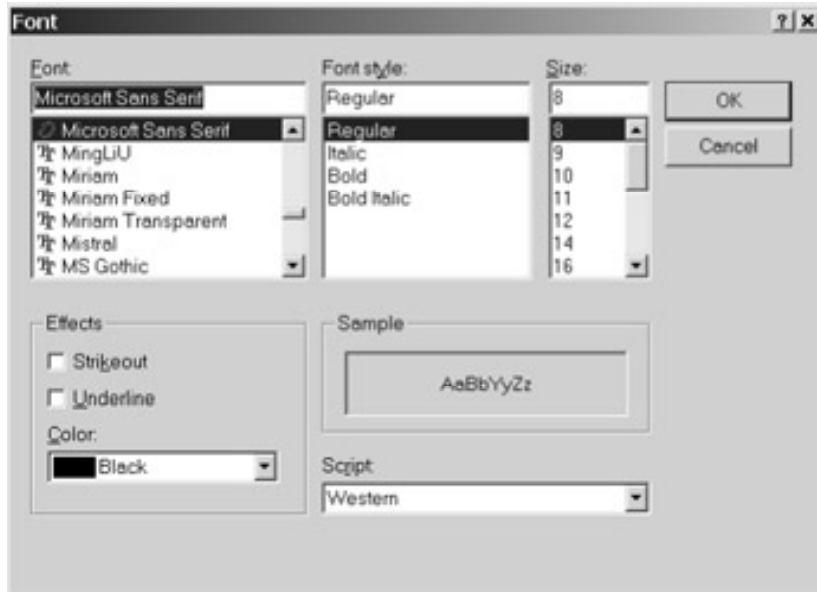 Font
Font:
Microsoft Sans Serif
Microsoft Sans Serif
MingLiU
Miriam
Miriam Fixed
Miriam Transparent
Mistral
MS Gothic
Font style:
Regular
Regular
Italic
Bold
Bold Italic
Size:
8
8
9
10
11
12
14
16
OK
Cancel
Effects
Strikeout
Underline
Color:
Black
Sample
AaBbYyZz
Script
Western